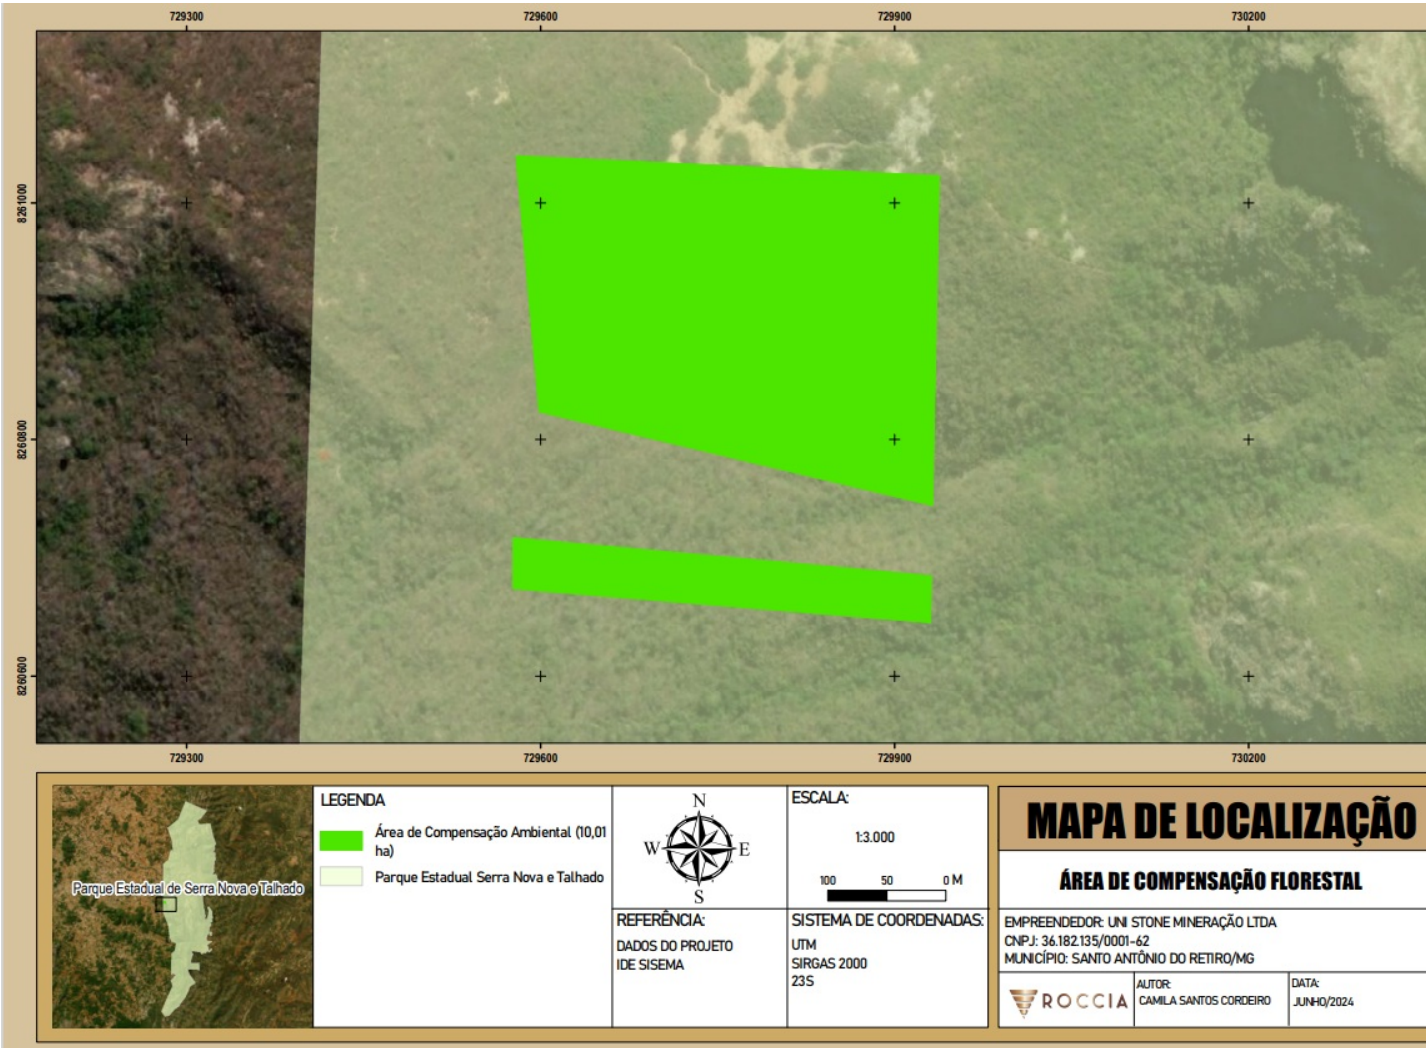 729300
729600
729900
730200
8261000
8260800
8260600
729300
729600
729900
730200
Parque Estadual de Serra Nova e Talhado
LEGENDA
Área de Compensação Ambiental (10,01
ha)
Parque Estadual Serra Nova e Talhado
N
W
E
S
REFERÊNCIA:
DADOS DO PROJETO
IDE SISEMA
ESCALA:
1:3.000
100 50 0 M
SISTEMA DE COORDENADAS:
UTM
SIRGAS 2000
23S
MAPA DE LOCALIZAÇÃO
ÁREA DE COMPENSAÇÃO FLORESTAL
EMPREENDEDOR: UNI STONE MINERAÇÃO LTDA
CNPJ: 36.182.135/0001-62
MUNICÍPIO: SANTO ANTÔNIO DO RETIRO/MG
ROCCIA
AUTOR:
CAMILA SANTOS CORDEIRO
DATA:
JUNHO/2024